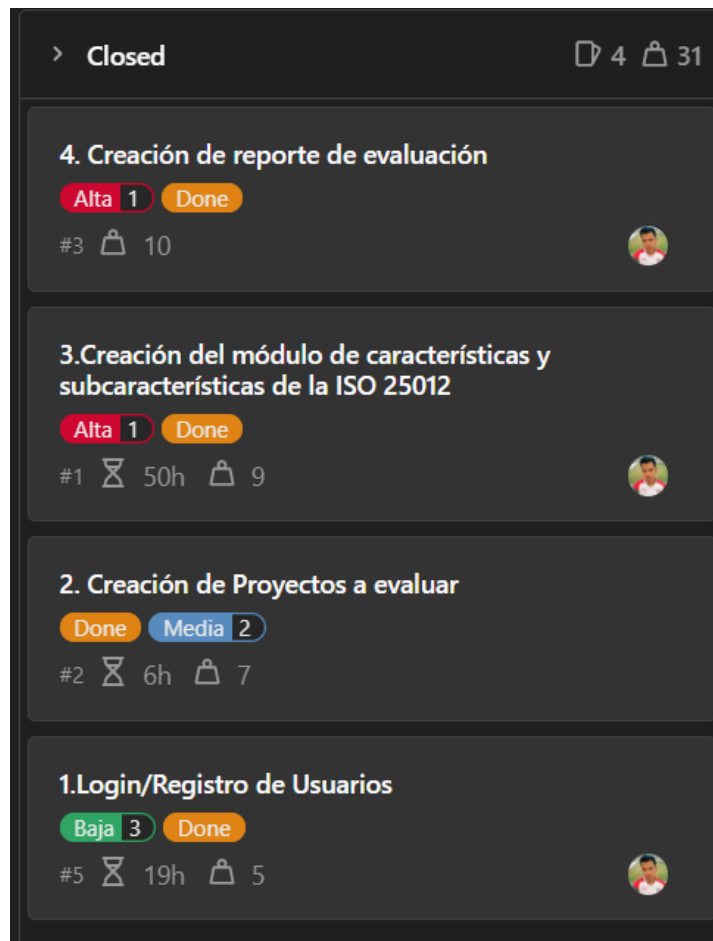 Closed 4 31
4. Creación de reporte de evaluación
Alta 1 Done
#3 10
3.Creación del módulo de características y
subcaracterísticas de la ISO 25012
Alta 1 Done
#1 50h 9
2. Creación de Proyectos a evaluar
Done Media 2
#2 6h 7
1.Login/Registro de Usuarios
Baja 3 Done
#5 19h 5